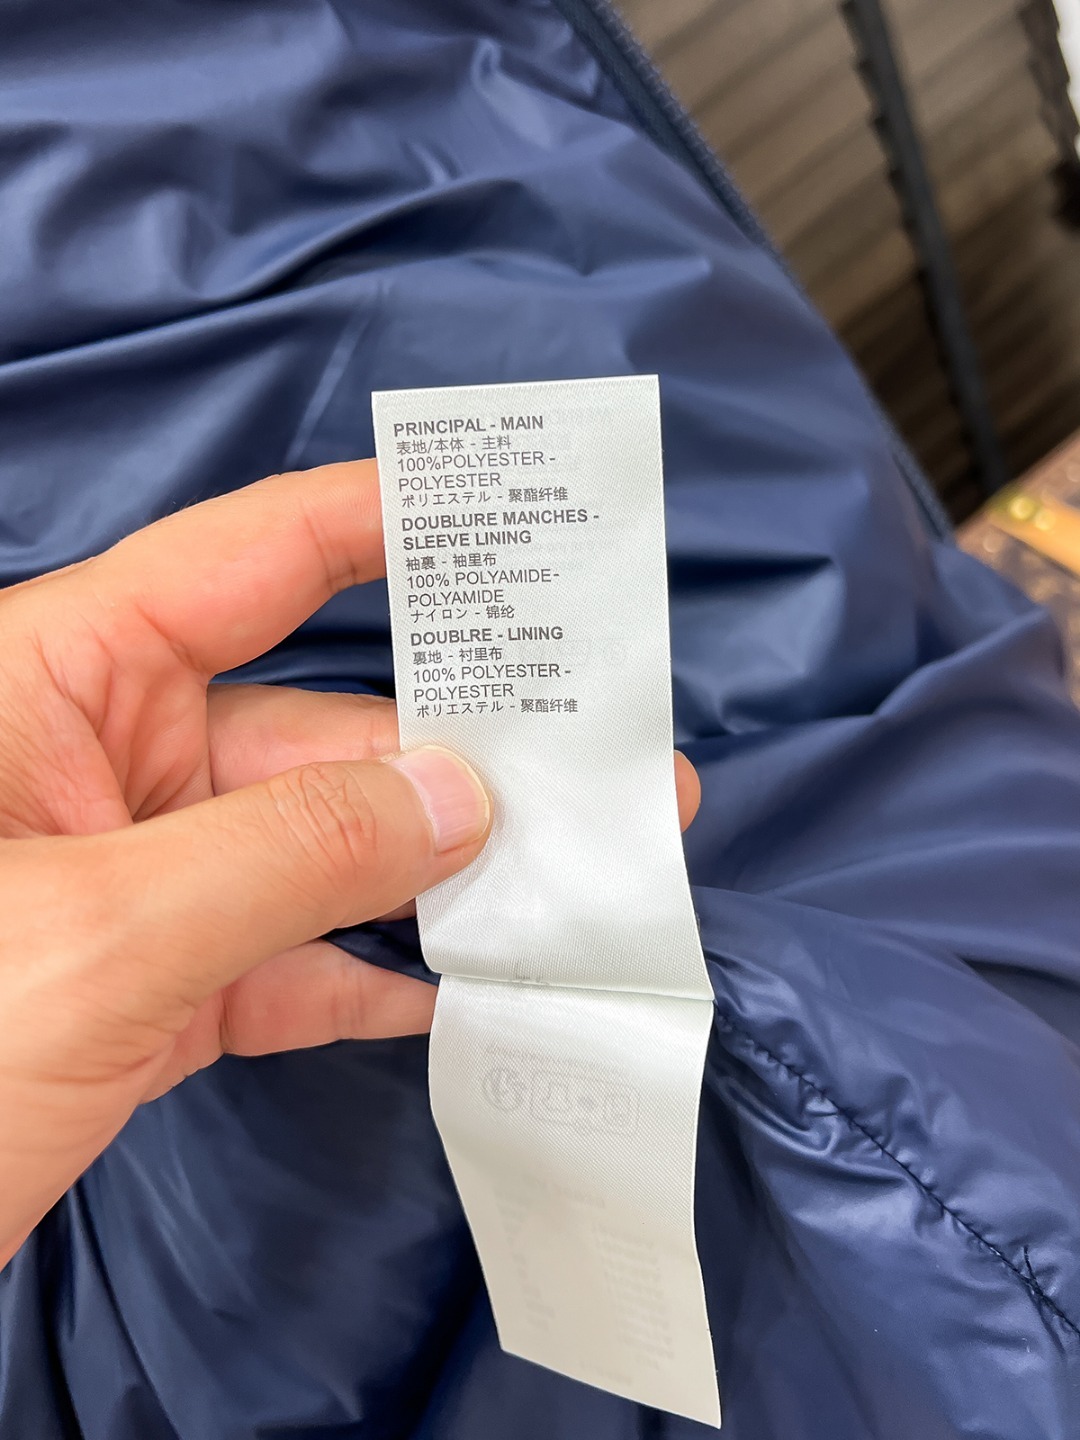 PRINCIPAL - MAIN
表地/本体 - 主料
100%POLYESTER -
POLYESTER
ポリエステル - 聚酯纤维
DOUBLURE MANCHES -
SLEEVE LINING
袖裏 - 袖里布
100% POLYAMIDE-
POLYAMIDE
ナイロン - 锦纶
DOUBLRE - LINING
裏地 - 衬里布
100% POLYESTER -
POLYESTER
ポリエステル - 聚酯纤维